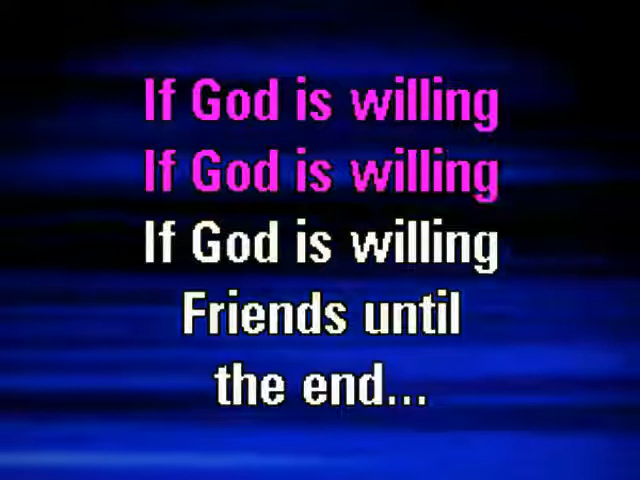 If God is willing
If God is willing
If God is willing
Friends until
the end...